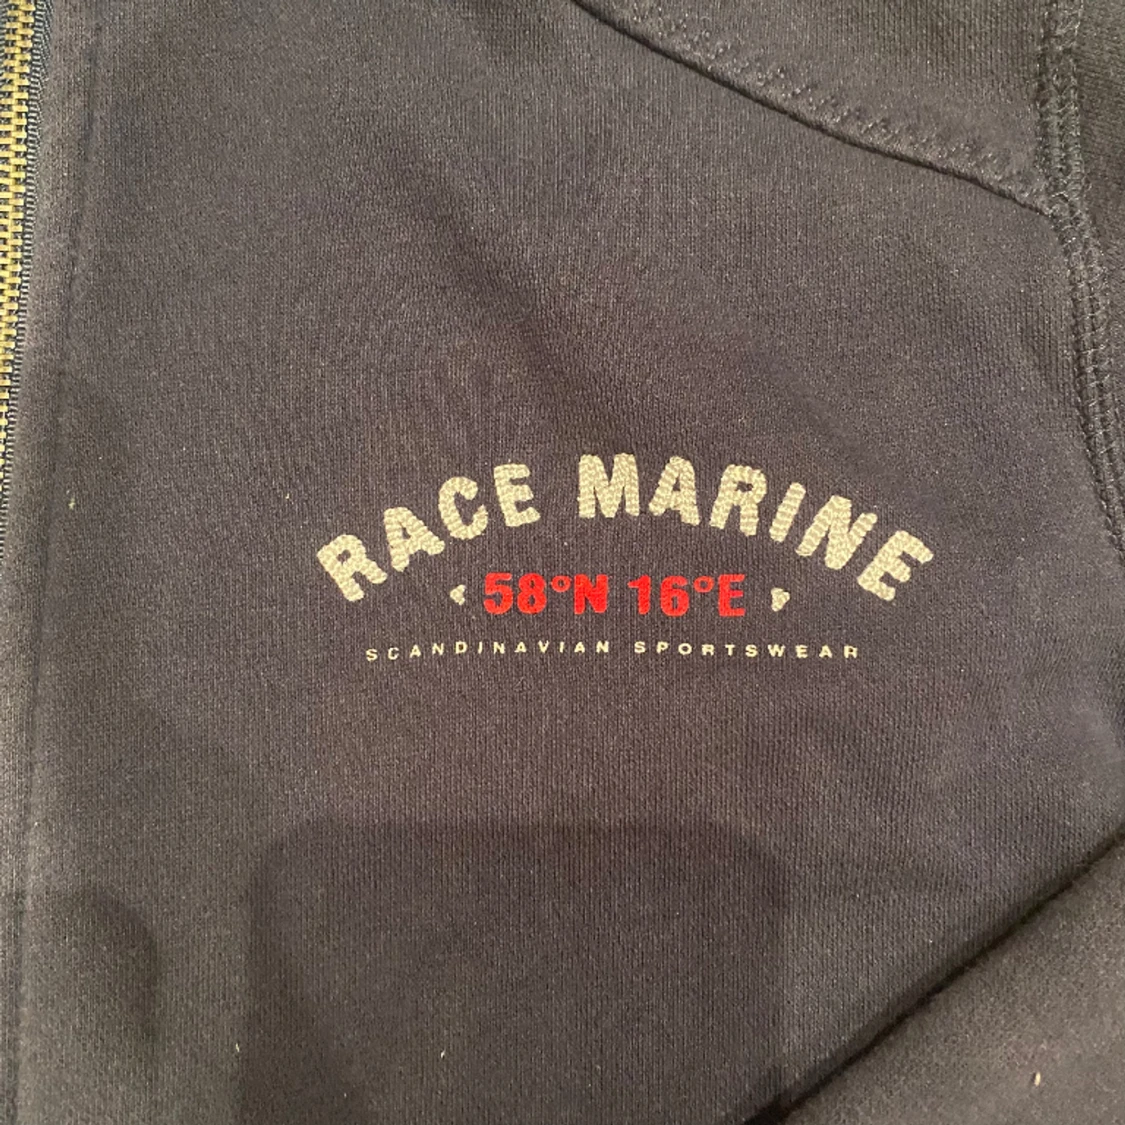 RACE MARINE
58°N 16°E
SCANDINAVIAN SPORTSWEAR